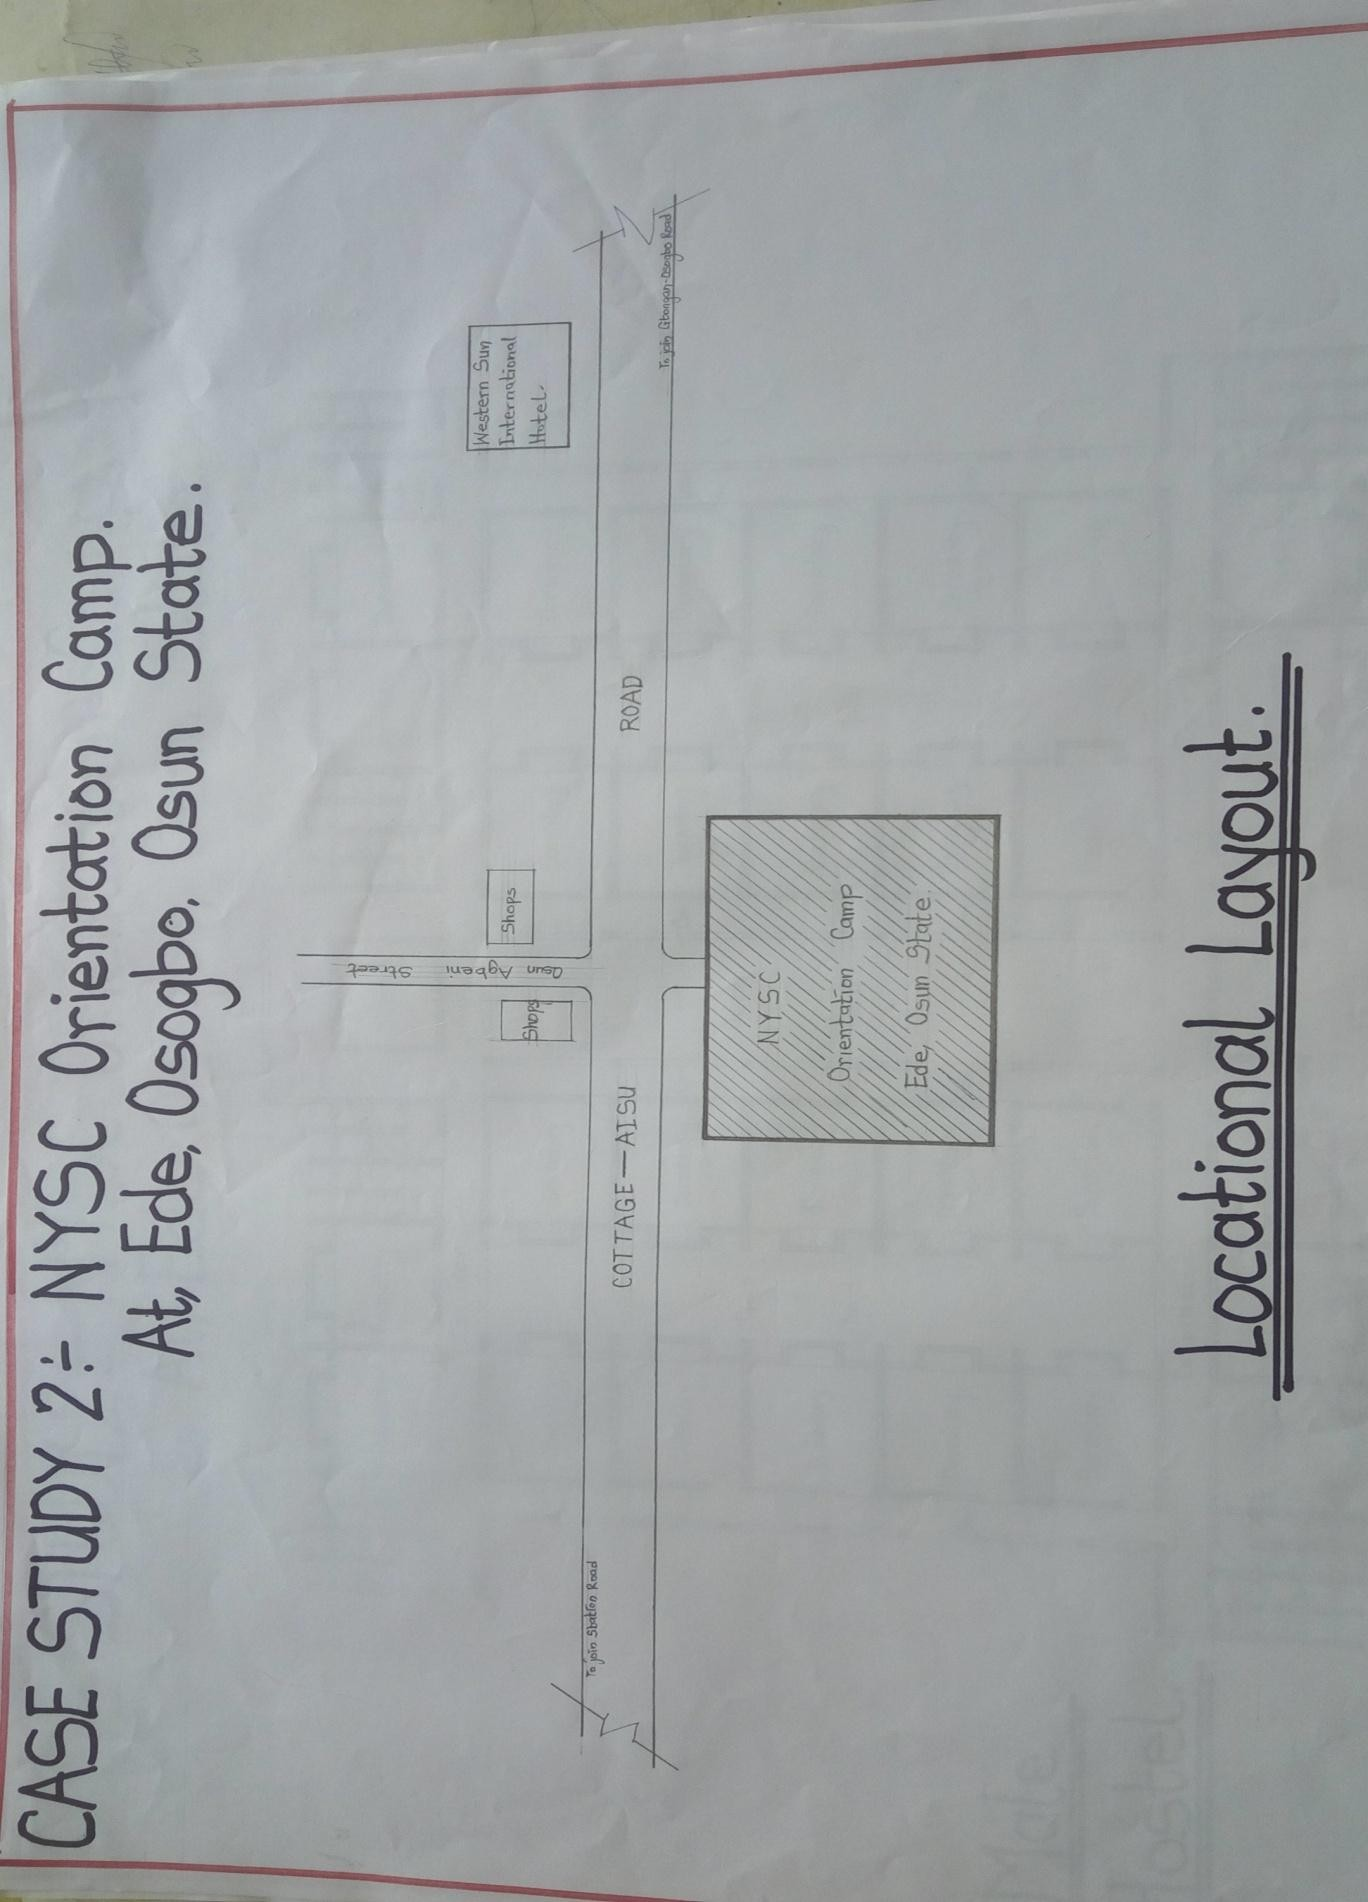 CASE STUDY 2:- NYSC Orientation Camp.
At, Ede, Osogbo, Osun State.
Western Sun
International
Hotel.
Shops
Shops
Osun Agbeni Street
To join Station Road
COTTAGE-AISU ROAD
To join Gbongan-Osogbo Road
NYSC
Orientation Camp
Ede, Osun State.
Locational Layout.
Male
Hostel